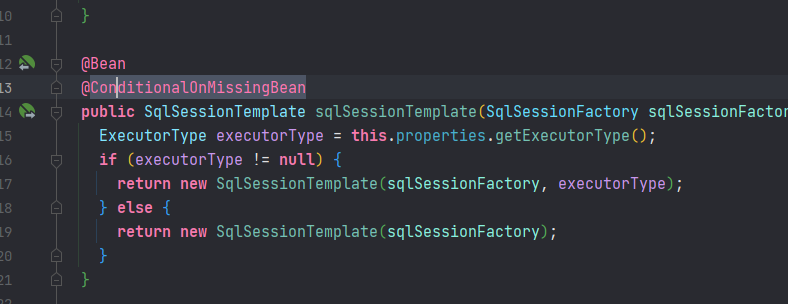 10 }
11
12 @Bean
13 @ConditionalOnMissingBean
14 public SqlSessionTemplate sqlSessionTemplate(SqlSessionFactory sqlSessionFactor
15 ExecutorType executorType = this.properties.getExecutorType();
16 if (executorType != null) {
17 return new SqlSessionTemplate(sqlSessionFactory, executorType);
18 } else {
19 return new SqlSessionTemplate(sqlSessionFactory);
20 }
21 }